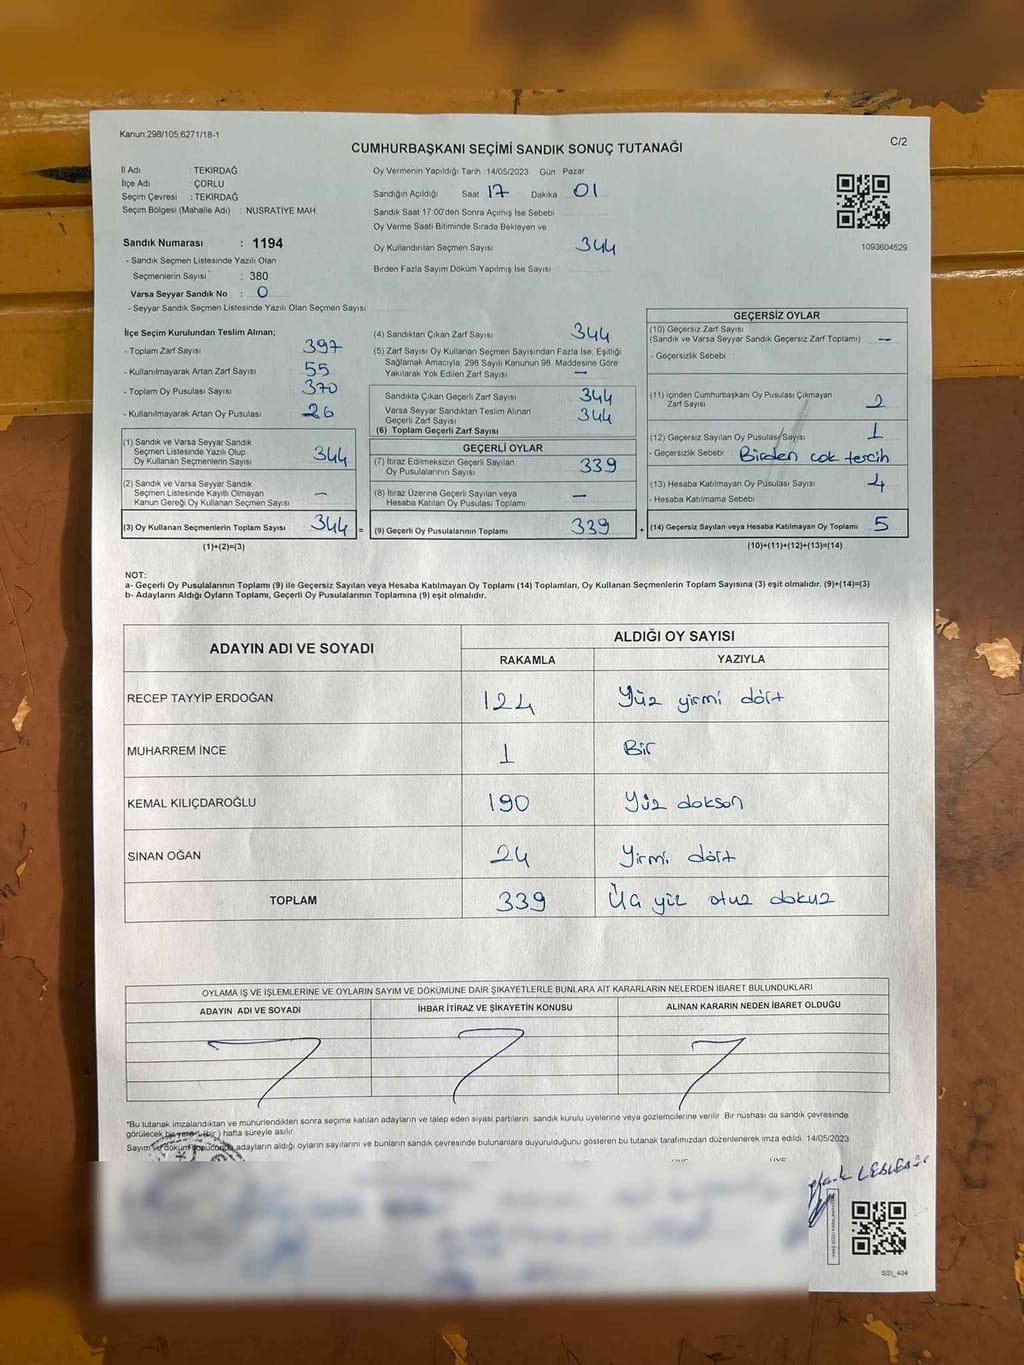 Kanun:298/105;6271/18-1
C/2
CUMHURBAŞKANI SEÇİMİ SANDIK SONUÇ TUTANAĞI
İl Adı : TEKİRDAĞ
İlçe Adı : ÇORLU
Seçim Çevresi : TEKİRDAĞ
Seçim Bölgesi (Mahalle Adı) : NUSRATİYE MAH.
Sandık Numarası : 1194
- Sandık Seçmen Listesinde Yazılı Olan
Seçmenlerin Sayısı : 380
Varsa Seyyar Sandık No : 0
- Seyyar Sandık Seçmen Listesinde Yazılı Olan Seçmen Sayısı
Oy Vermenin Yapıldığı Tarih 14/05/2023 Gün Pazar
Sandığın Açıldığı Saat 17 Dakika 01
Sandık Saat 17:00'den Sonra Açımış İse Sebebi
Oy Verme Saati Bitiminde Sırada Bekleyen ve
Oy Kullandırılan Seçmen Sayısı 344
Birden Fazla Sayım Döküm Yapılmış İse Sayısı
1093604529
İlçe Seçim Kurulundan Teslim Alınan;
- Toplam Zarf Sayısı 397
- Kullanılmayarak Artan Zarf Sayısı 55
- Toplam Oy Pusulası Sayısı 370
- Kullanılmayarak Artan Oy Pusulası 26
(1) Sandık ve Varsa Seyyar Sandık
Seçmen Listesinde Yazılı Olup
Oy Kullanan Seçmenlerin Sayısı 344
(2) Sandık ve Varsa Seyyar Sandık
Seçmen Listesinde Kayıtlı Olmayan
Kanun Gereği Oy Kullanan Seçmen Sayısı –
(3) Oy Kullanan Seçmenlerin Toplam Sayısı 344 =
(1)+(2)=(3)
(4) Sandıktan Çıkan Zarf Sayısı 344
(5) Zarf Sayısı Oy Kullanan Seçmen Sayısından Fazla İse, Eşitliği
Sağlamak Amacıyla; 298 Sayılı Kanunun 98. Maddesine Göre
Yakılarak Yok Edilen Zarf Sayısı –
Sandıkta Çıkan Geçerli Zarf Sayısı 344
Varsa Seyyar Sandıktan Teslim Alınan
Geçerli Zarf Sayısı 344
(6) Toplam Geçerli Zarf Sayısı
GEÇERLİ OYLAR
(7) İtiraz Edilmeksizin Geçerli Sayılan
Oy Pusulalarının Sayısı 339
(8) İtiraz Üzerine Geçerli Sayılan veya
Hesaba Katılan Oy Pusulası Toplamı –
(9) Geçerli Oy Pusulalarının Toplamı 339 +
GEÇERSİZ OYLAR
(10) Geçersiz Zarf Sayısı
(Sandık ve Varsa Seyyar Sandık Geçersiz Zarf Toplamı) –
- Geçersizlik Sebebi :
(11) İçinden Cumhurbaşkanı Oy Pusulası Çıkmayan
Zarf Sayısı 2
(12) Geçersiz Sayılan Oy Pusulası Sayısı 1
- Geçersizlik Sebebi Birden cok tercih
(13) Hesaba Katılmayan Oy Pusulası Sayısı 4
- Hesaba Katılmama Sebebi
(14) Geçersiz Sayılan veya Hesaba Katılmayan Oy Toplamı 5
(10)+(11)+(12)+(13)=(14)
NOT:
a- Geçerli Oy Pusulalarının Toplamı (9) ile Geçersiz Sayılan veya Hesaba Katılmayan Oy Toplamı (14) Toplamları, Oy Kullanan Seçmenlerin Toplam Sayısına (3) eşit olmalıdır. (9)+(14)=(3)
b- Adayların Aldığı Oyların Toplamı, Geçerli Oy Pusulalarının Toplamına (9) eşit olmalıdır.
ADAYIN ADI VE SOYADI ALDIĞI OY SAYISI
RAKAMLA YAZIYLA
RECEP TAYYİP ERDOĞAN 124 Yüz yirmi dört
MUHARREM İNCE 1 Bir
KEMAL KILIÇDAROĞLU 190 Yüz dokson
SİNAN OĞAN 24 Yirmi dört
TOPLAM 339 Üç yüz otuz dokuz
OYLAMA İŞ VE İŞLEMLERİNE VE OYLARIN SAYIM VE DÖKÜMÜNE DAİR ŞİKAYETLERLE BUNLARA AİT KARARLARIN NELERDEN İBARET BULUNDUKLARI
ADAYIN ADI VE SOYADI İHBAR İTİRAZ VE ŞİKAYETİN KONUSU ALINAN KARARIN NEDEN İBARET OLDUĞU
"Bu tutanak imzalandıktan ve mühürlendikten sonra seçime katılan adayların ve talep eden siyasi partilerin sandık kurulu üyelerine veya gözlemcilerine verilir. Bir nüshası da sandık çevresinde
görülecek bir yere 1 (bir) hafta süreyle asılır.
Sayım ve döküm sonucunda adayların aldığı oyların sayılarını ve bunların sandık çevresinde bulunanlara duyurulduğunu gösteren bu tutanak tarafımızdan düzenlenerek imza edildi. 14/05/2023
SSI_404